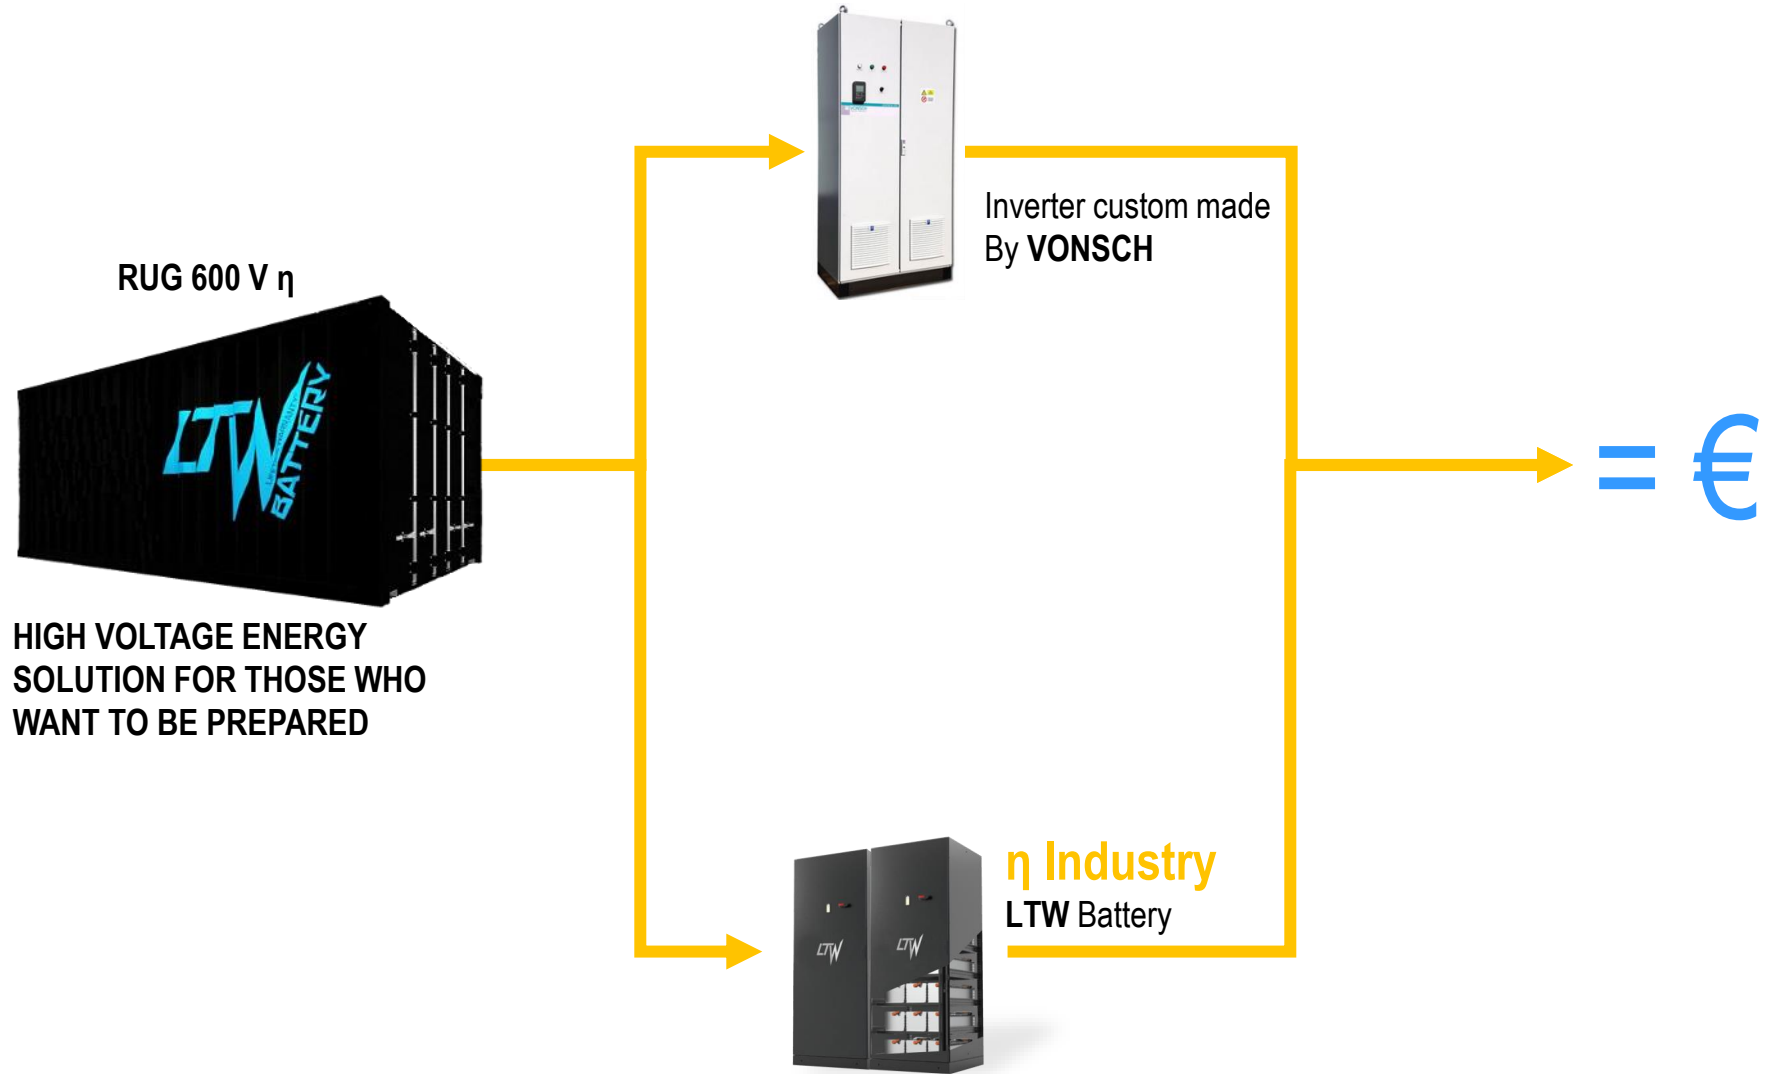 Inverter custom made
By VONSCH
RUG 600 V η
LTW
BATTERY
HIGH VOLTAGE ENERGY
SOLUTION FOR THOSE WHO
WANT TO BE PREPARED
= €
η Industry
LTW Battery
LTW
LTW